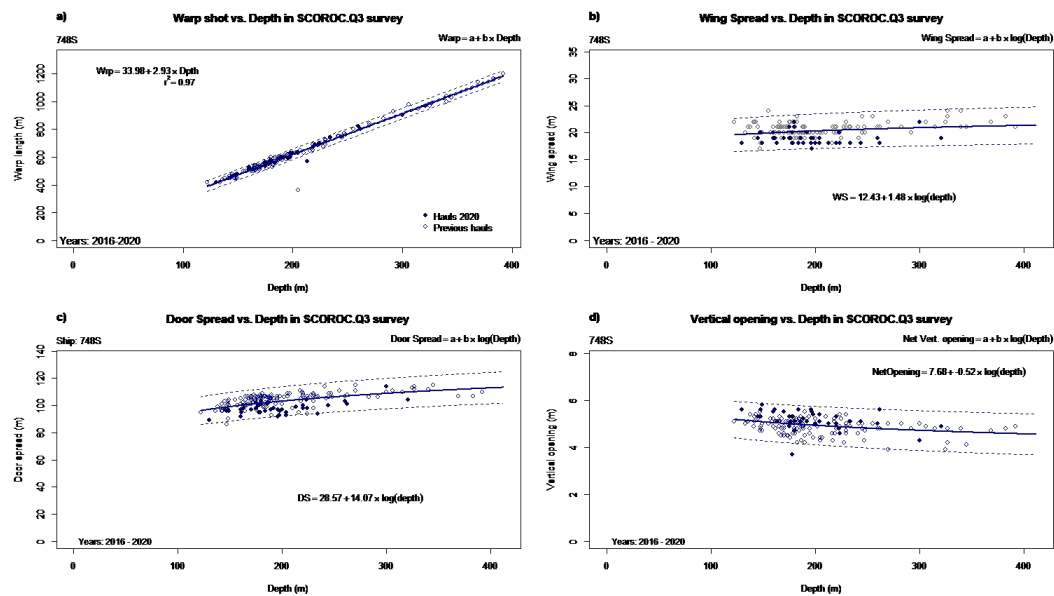 a)
Warp shot vs. Depth in SCOROC.Q3 survey
748S
Warp = a + b × Depth
Wrp = 33.98 + 2.93 × Dpth
r² = 0.97
Warp length (m)
0 200 400 600 800 1000 1200
Hauls 2020
Previous hauls
Years: 2016-2020
0 100 200 300 400
Depth (m)
b)
Wing Spread vs. Depth in SCOROC.Q3 survey
748S
Wing Spread = a + b × log(Depth)
Wing spread (m)
0 5 10 15 20 25 30 35
WS = 12.43 + 1.48 × log(depth)
Years: 2016 - 2020
0 100 200 300 400
Depth (m)
c)
Door Spread vs. Depth in SCOROC.Q3 survey
Ship: 748S
Door Spread = a + b × log(Depth)
Door spread (m)
0 20 40 60 80 100 120 140
DS = 28.57 + 14.07 × log(depth)
Years: 2016 - 2020
0 100 200 300 400
Depth (m)
d)
Vertical opening vs. Depth in SCOROC.Q3 survey
748S
Net Vert. opening = a + b × log(Depth)
NetOpening = 7.68 + -0.52 × log(depth)
Vertical opening (m)
0 2 4 6 8
Years: 2016 - 2020
0 100 200 300 400
Depth (m)